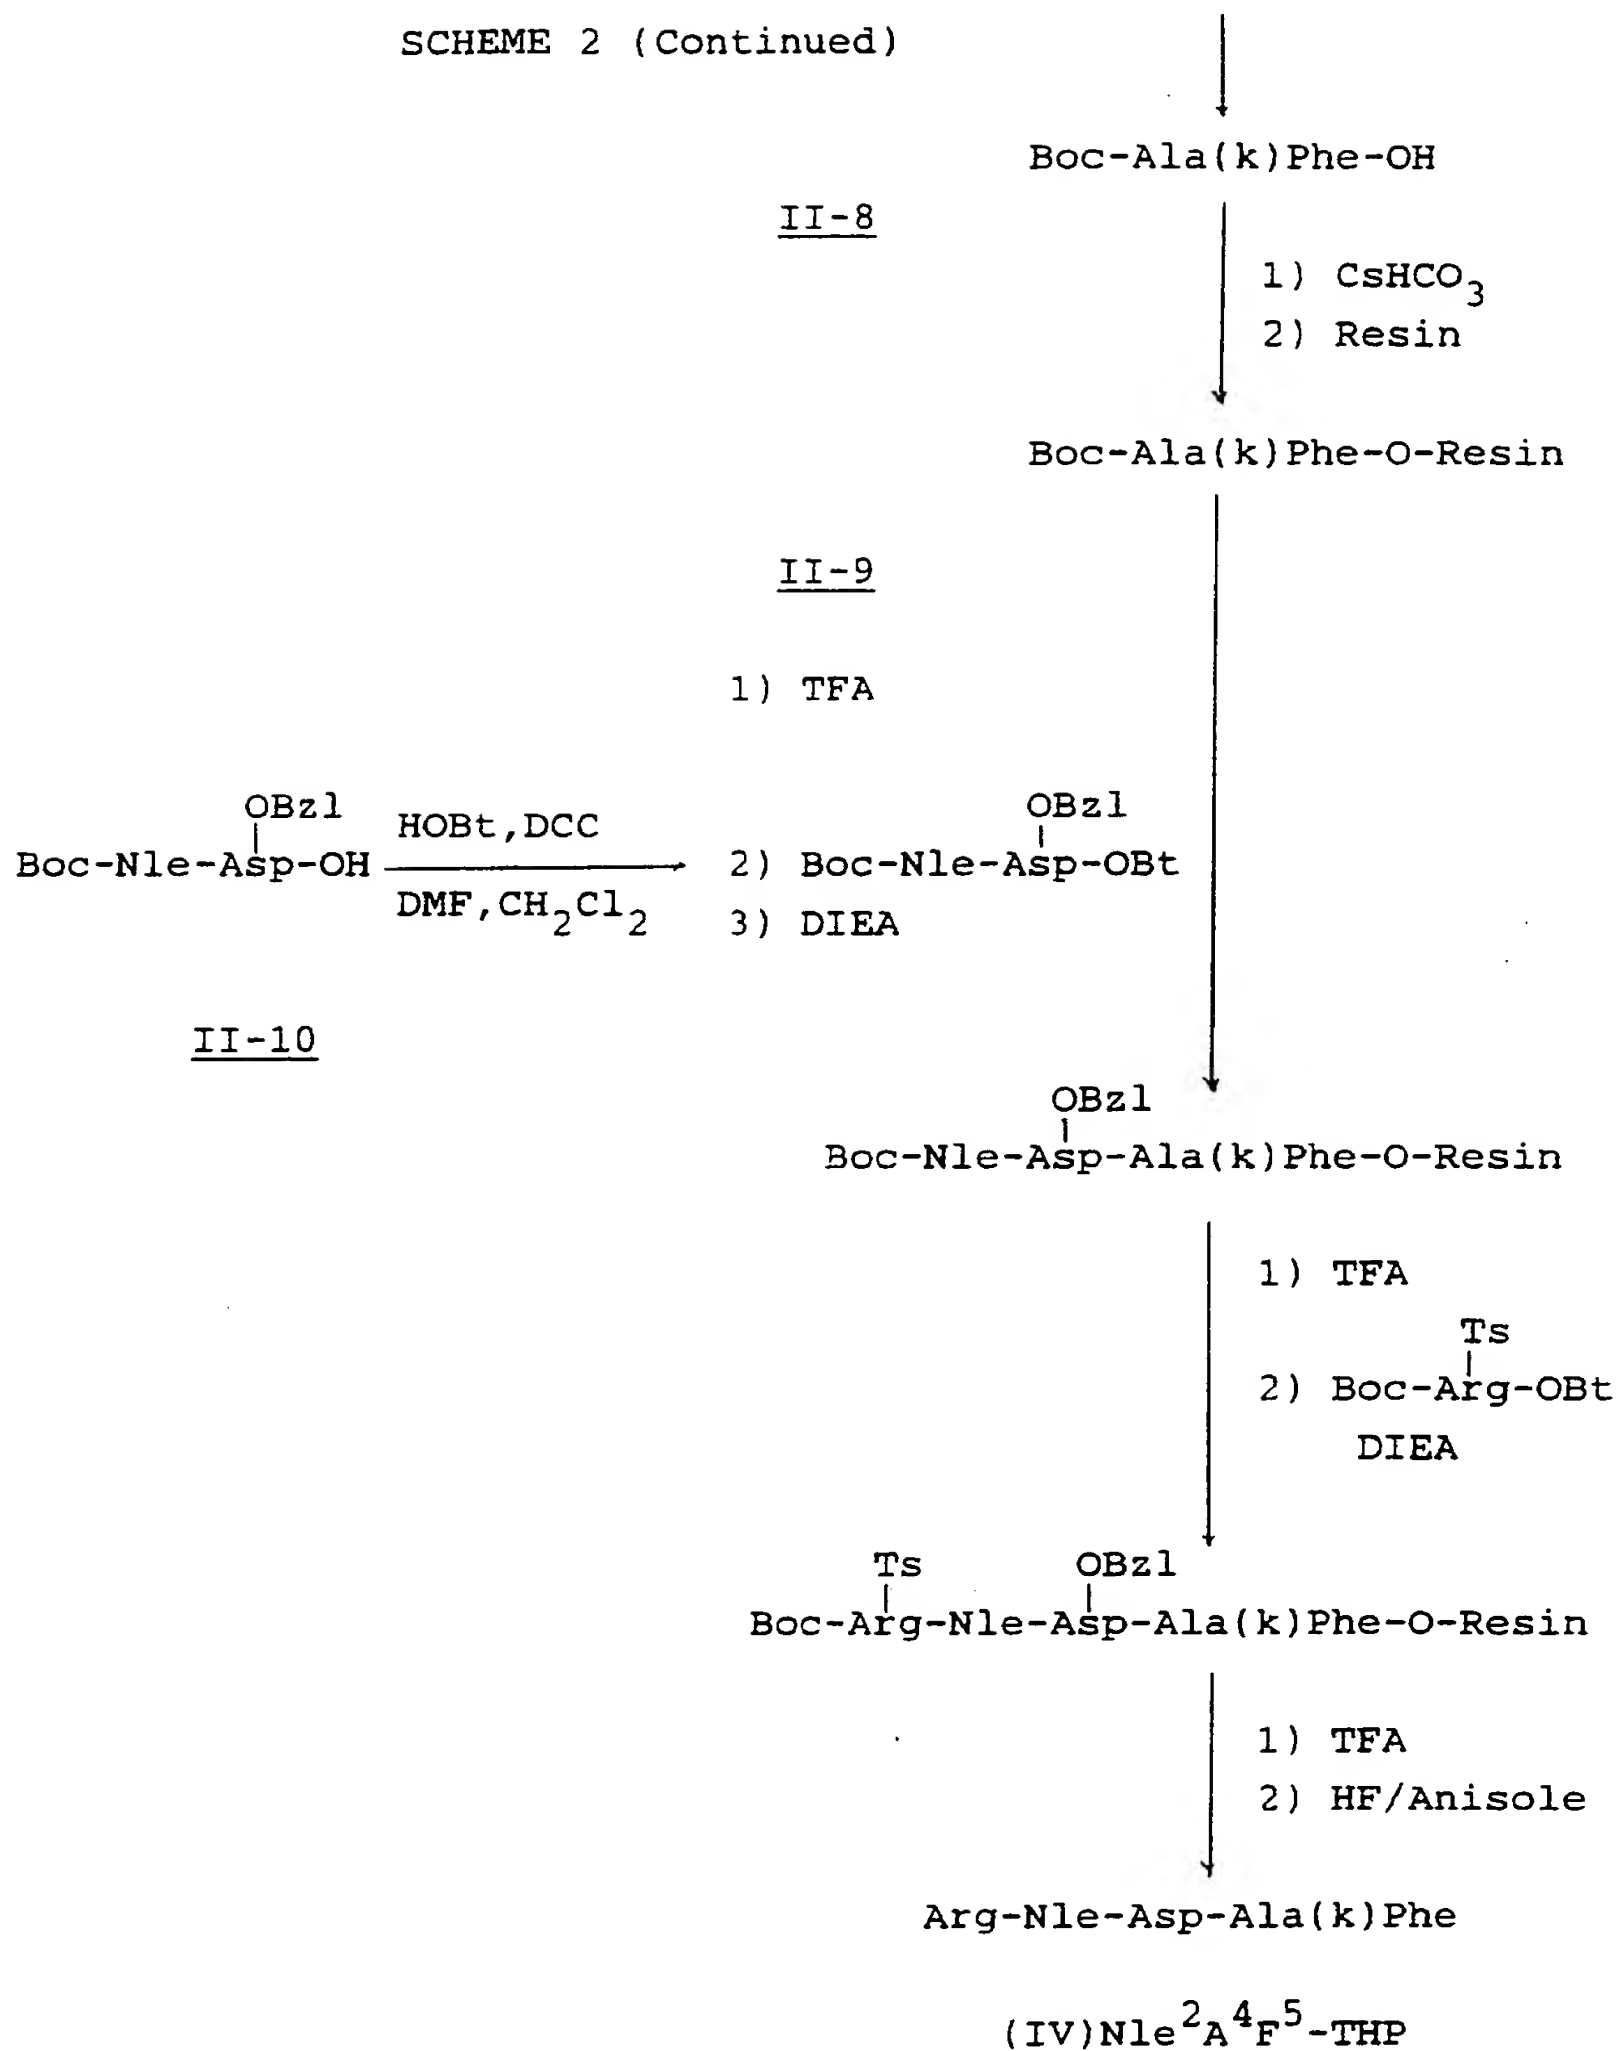 SCHEME 2 (Continued)
Boc-Ala(k)Phe-OH
II-8
1) CsHCO3
2) Resin
Boc-Ala(k)Phe-O-Resin
II-9
1) TFA
OBzl
Boc-Nle-Asp-OH
HOBt,DCC
DMF,CH2Cl2
OBzl
2) Boc-Nle-Asp-OBt
3) DIEA
II-10
OBzl
Boc-Nle-Asp-Ala(k)Phe-O-Resin
1) TFA
Ts
2) Boc-Arg-OBt
DIEA
Ts OBzl
Boc-Arg-Nle-Asp-Ala(k)Phe-O-Resin
1) TFA
2) HF/Anisole
Arg-Nle-Asp-Ala(k)Phe
(IV)Nle2A4F5-THP